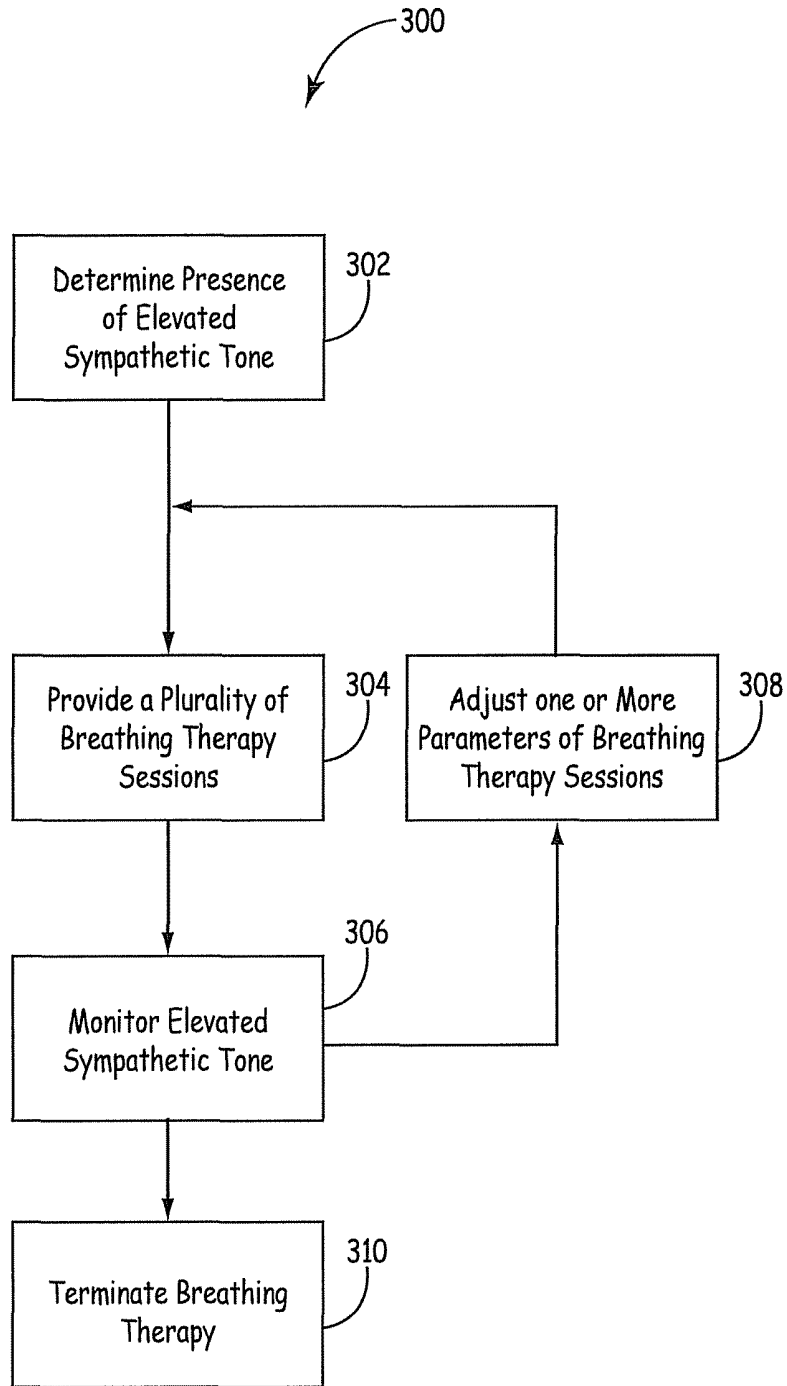 300
302
Determine Presence
of Elevated
Sympathetic Tone
304
Provide a Plurality of
Breathing Therapy
Sessions
308
Adjust one or More
Parameters of Breathing
Therapy Sessions
306
Monitor Elevated
Sympathetic Tone
310
Terminate Breathing
Therapy